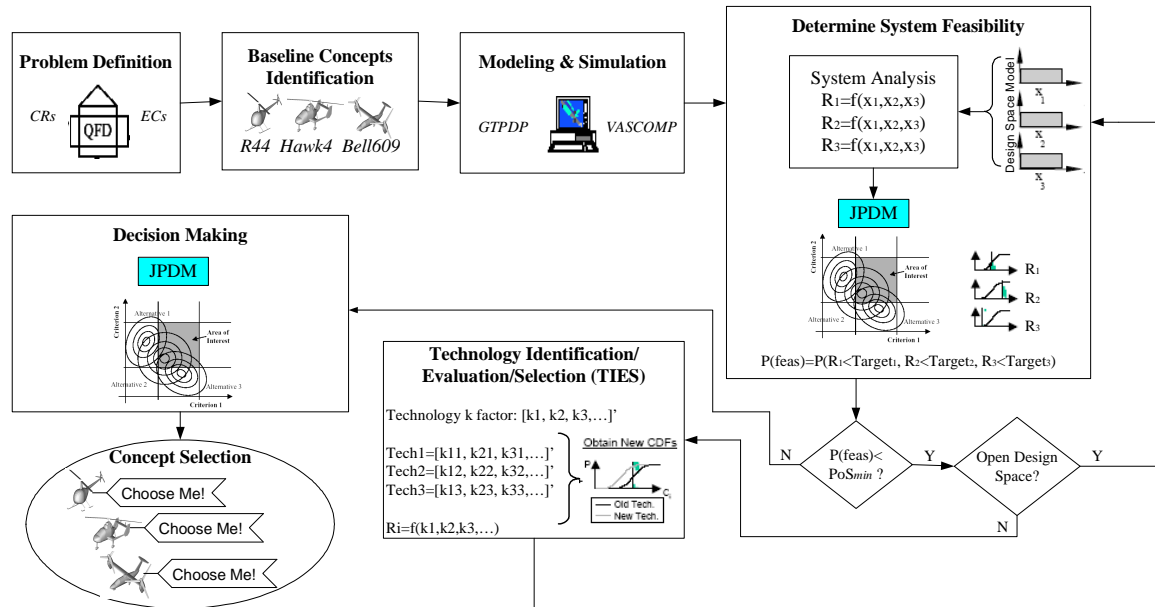 Problem Definition
CRs
QFD
ECs
Baseline Concepts
Identification
R44 Hawk4 Bell609
Modeling & Simulation
GTPDP
VASCOMP
Determine System Feasibility
System Analysis
R1=f(x1,x2,x3)
R2=f(x1,x2,x3)
R3=f(x1,x2,x3)
Design Space Model
x1
x2
x3
JPDM
Criterion 2
Alternative 1
Area of
Interest
Alternative 2
Alternative 3
Criterion 1
R1
R2
R3
P(feas)=P(R1<Target1, R2<Target2, R3<Target3)
Decision Making
JPDM
Criterion 2
Alternative 1
Area of
Interest
Alternative 2
Alternative 3
Criterion 1
Technology Identification/
Evaluation/Selection (TIES)
Technology k factor: [k1, k2, k3,…]’
Tech1=[k11, k21, k31,…]’
Tech2=[k12, k22, k32,…]’
Tech3=[k13, k23, k33,…]’
Ri=f(k1,k2,k3,…)
Obtain New CDFs
P
Ci
Old Tech.
New Tech.
N
P(feas)<
PoSmin ?
Y
Open Design
Space?
Y
N
Concept Selection
Choose Me!
Choose Me!
Choose Me!